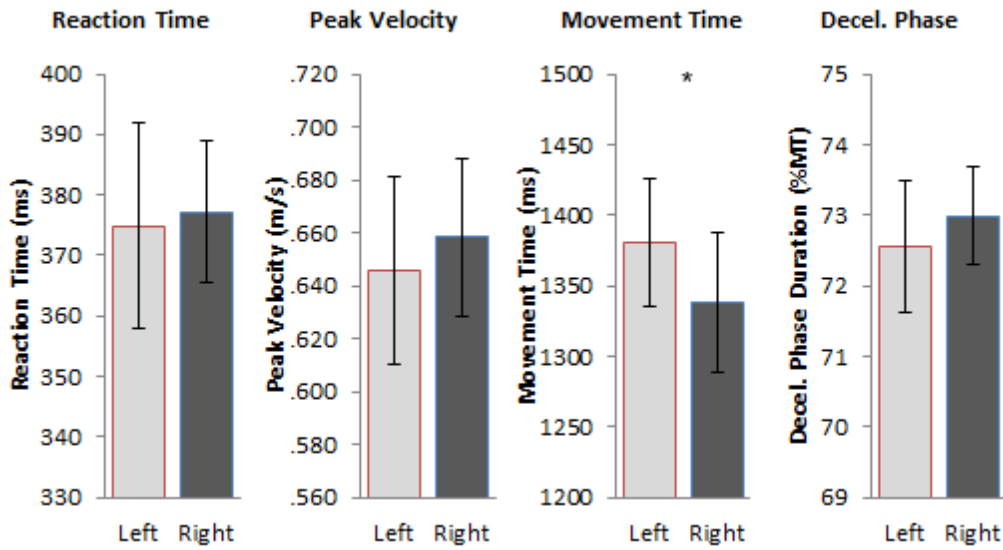 Reaction Time
Peak Velocity
Movement Time
Decel. Phase
Reaction Time (ms)
400
390
380
370
360
350
340
330
Left Right
Peak Velocity (m/s)
.720
.700
.680
.660
.640
.620
.600
.580
.560
Left Right
Movement Time (ms)
1500
1450
1400
1350
1300
1250
1200
*
Left Right
Decel. Phase Duration (%MT)
75
74
73
72
71
70
69
Left Right